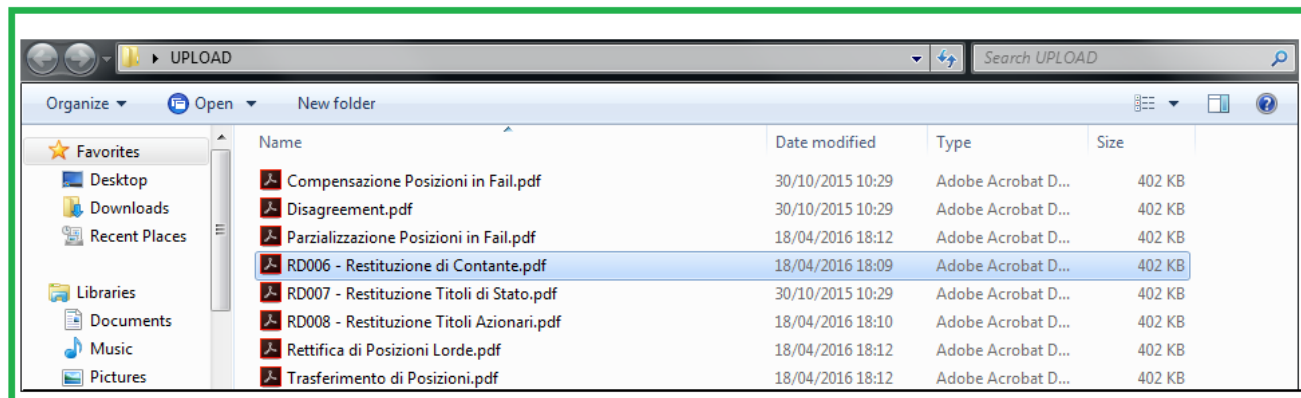 UPLOAD Search UPLOAD
Organize Open New folder
Favorites
Desktop
Downloads
Recent Places
Libraries
Documents
Music
Pictures
Name Date modified Type Size
Compensazione Posizioni in Fail.pdf 30/10/2015 10:29 Adobe Acrobat D... 402 KB
Disagreement.pdf 30/10/2015 10:29 Adobe Acrobat D... 402 KB
Parzializzazione Posizioni in Fail.pdf 18/04/2016 18:12 Adobe Acrobat D... 402 KB
RD006 - Restituzione di Contante.pdf 18/04/2016 18:09 Adobe Acrobat D... 402 KB
RD007 - Restituzione Titoli di Stato.pdf 30/10/2015 10:29 Adobe Acrobat D... 402 KB
RD008 - Restituzione Titoli Azionari.pdf 18/04/2016 18:10 Adobe Acrobat D... 402 KB
Rettifica di Posizioni Lorde.pdf 18/04/2016 18:12 Adobe Acrobat D... 402 KB
Trasferimento di Posizioni.pdf 18/04/2016 18:12 Adobe Acrobat D... 402 KB